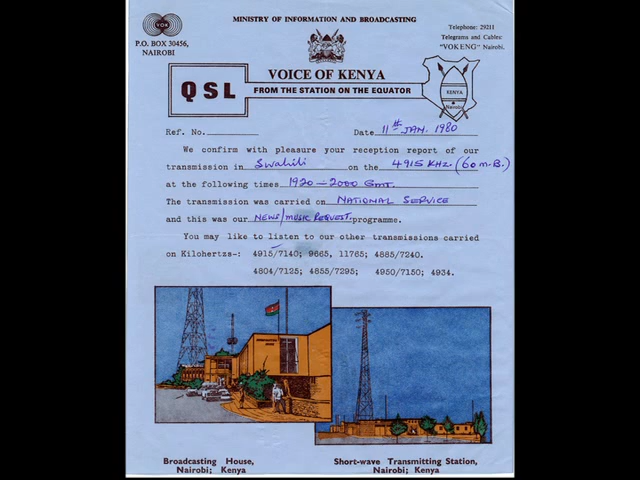 MINISTRY OF INFORMATION AND BROADCASTING
VOK
P.O. BOX 30456,
NAIROBI
Telephone: 29211
Telegrams and Cables:
"VOKENG" Nairobi.
QSL
VOICE OF KENYA
FROM THE STATION ON THE EQUATOR
KENYA
Nairobi
Ref. No.
Date 11th JAN. 1980
We confirm with pleasure your reception report of our
transmission in Swahili on the 4915 KHz. (60 m.B.)
at the following times 1920 – 2000 GMT.
The transmission was carried on NATIONAL SERVICE
and this was our NEWS/MUSIC REQUEST programme.
You may like to listen to our other transmissions carried
on Kilohertzs-: 4915/7140; 9665, 11765; 4885/7240.
4804/7125; 4855/7295; 4950/7150; 4934.
Broadcasting House,
Nairobi; Kenya
Short-wave Transmitting Station,
Nairobi; Kenya